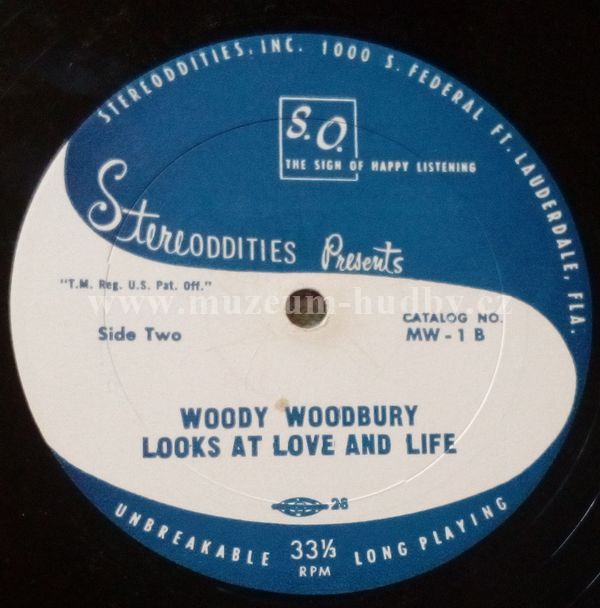 STEREODDITIES, INC. 1000 S. FEDERAL FT. LAUDERDALE, FLA.
S.O.
THE SIGN OF HAPPY LISTENING
StereODDITIES Presents
"T.M. Reg. U.S. Pat. Off."
www.muzeum-hudby.cz
Side Two
CATALOG NO.
MW - 1 B
WOODY WOODBURY
LOOKS AT LOVE AND LIFE
26
UNBREAKABLE 33⅓ LONG PLAYING
RPM